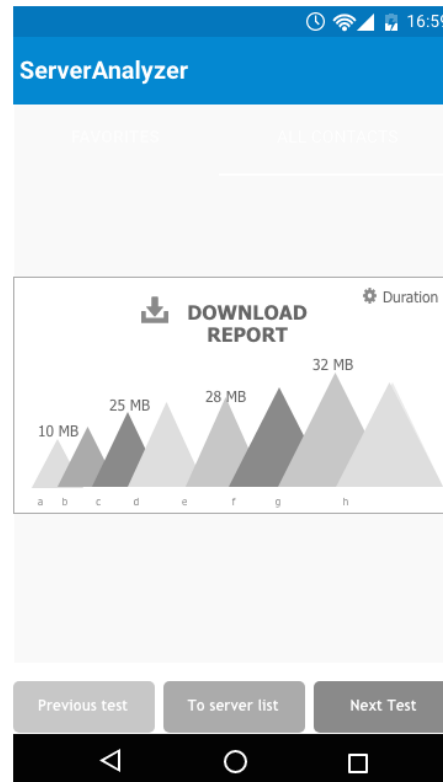 16:59
ServerAnalyzer
FAVORITES ALL CONTACTS
Duration
DOWNLOAD
REPORT
32 MB
28 MB
25 MB
10 MB
a b c d e f g h
Previous test To server list Next Test